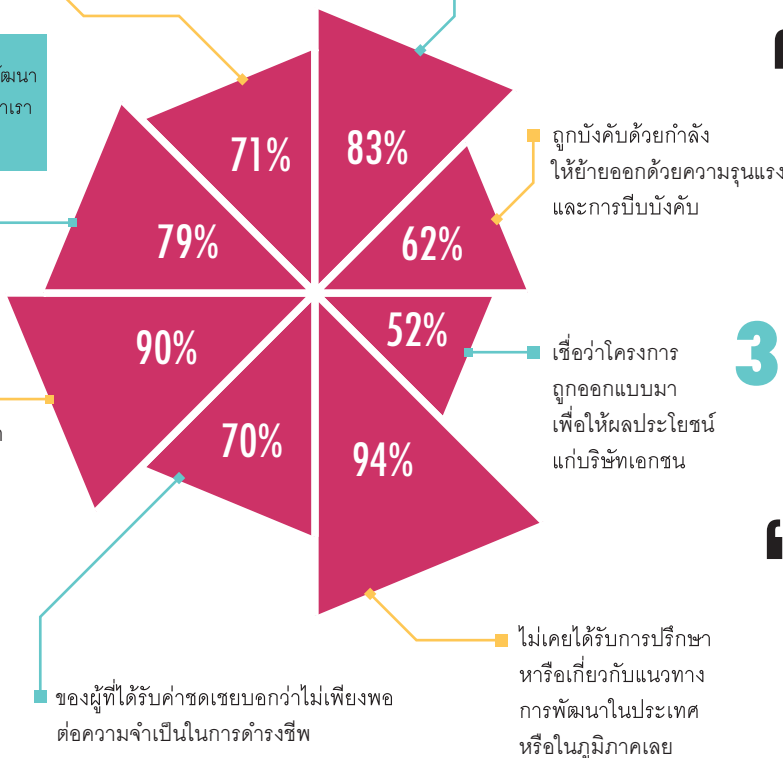 71%
83%
ถูกบังคับด้วยกำลัง
ให้ย้ายออกด้วยความรุนแรง
และการบีบบังคับ
79%
62%
52%
90%
เชื่อว่าโครงการ
ถูกออกแบบมา
เพื่อให้ผลประโยชน์
แก่บริษัทเอกชน
3
70%
94%
ไม่เคยได้รับการปรึกษา
หารือเกี่ยวกับแนวทาง
การพัฒนาในประเทศ
หรือในภูมิภาคเลย
ของผู้ที่ได้รับค่าชดเชยบอกว่าไม่เพียงพอ
ต่อความจำเป็นในการดำรงชีพ